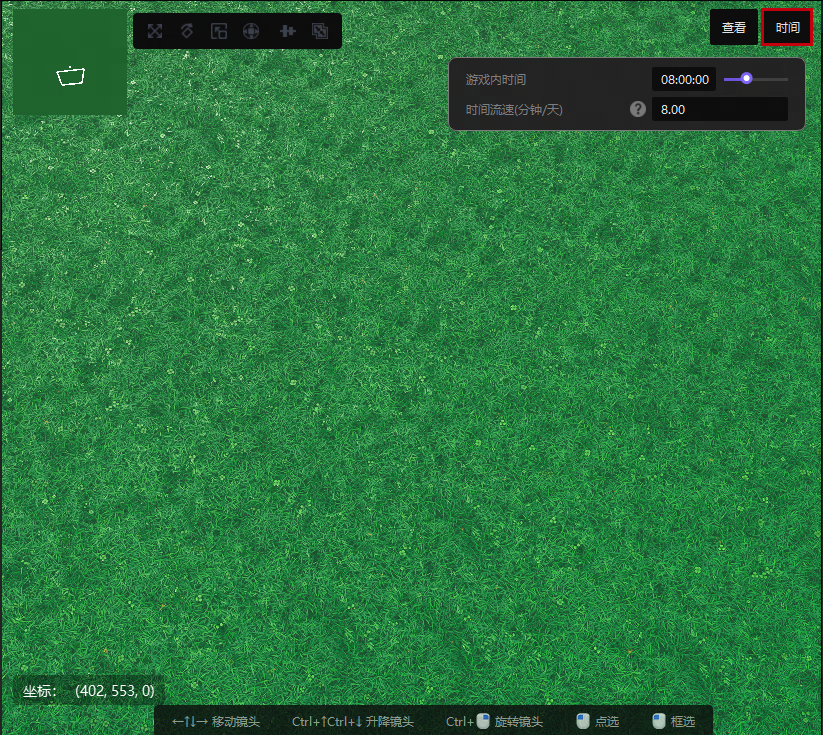 查看 时间
游戏内时间 08:00:00
时间流速(分钟/天) ? 8.00
坐标： (402, 553, 0)
←↑↓→ 移动镜头 Ctrl+↑Ctrl+↓ 升降镜头 Ctrl+ 旋转镜头 点选 框选